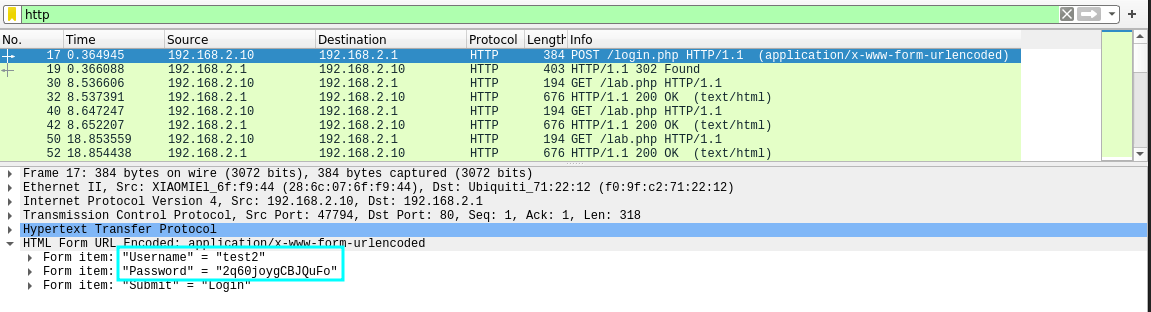 http
No. Time Source Destination Protocol Length Info
17 0.364945 192.168.2.10 192.168.2.1 HTTP 384 POST /login.php HTTP/1.1 (application/x-www-form-urlencoded)
19 0.366088 192.168.2.1 192.168.2.10 HTTP 403 HTTP/1.1 302 Found
30 8.536606 192.168.2.10 192.168.2.1 HTTP 194 GET /lab.php HTTP/1.1
32 8.537391 192.168.2.1 192.168.2.10 HTTP 676 HTTP/1.1 200 OK (text/html)
40 8.647247 192.168.2.10 192.168.2.1 HTTP 194 GET /lab.php HTTP/1.1
42 8.652207 192.168.2.1 192.168.2.10 HTTP 676 HTTP/1.1 200 OK (text/html)
50 18.853559 192.168.2.10 192.168.2.1 HTTP 194 GET /lab.php HTTP/1.1
52 18.854438 192.168.2.1 192.168.2.10 HTTP 676 HTTP/1.1 200 OK (text/html)
Frame 17: 384 bytes on wire (3072 bits), 384 bytes captured (3072 bits)
Ethernet II, Src: XIAOMIEl_6f:f9:44 (28:6c:07:6f:f9:44), Dst: Ubiquiti_71:22:12 (f0:9f:c2:71:22:12)
Internet Protocol Version 4, Src: 192.168.2.10, Dst: 192.168.2.1
Transmission Control Protocol, Src Port: 47794, Dst Port: 80, Seq: 1, Ack: 1, Len: 318
Hypertext Transfer Protocol
HTML Form URL Encoded: application/x-www-form-urlencoded
Form item: "Username" = "test2"
Form item: "Password" = "2q60joygCBJQuFo"
Form item: "Submit" = "Login"